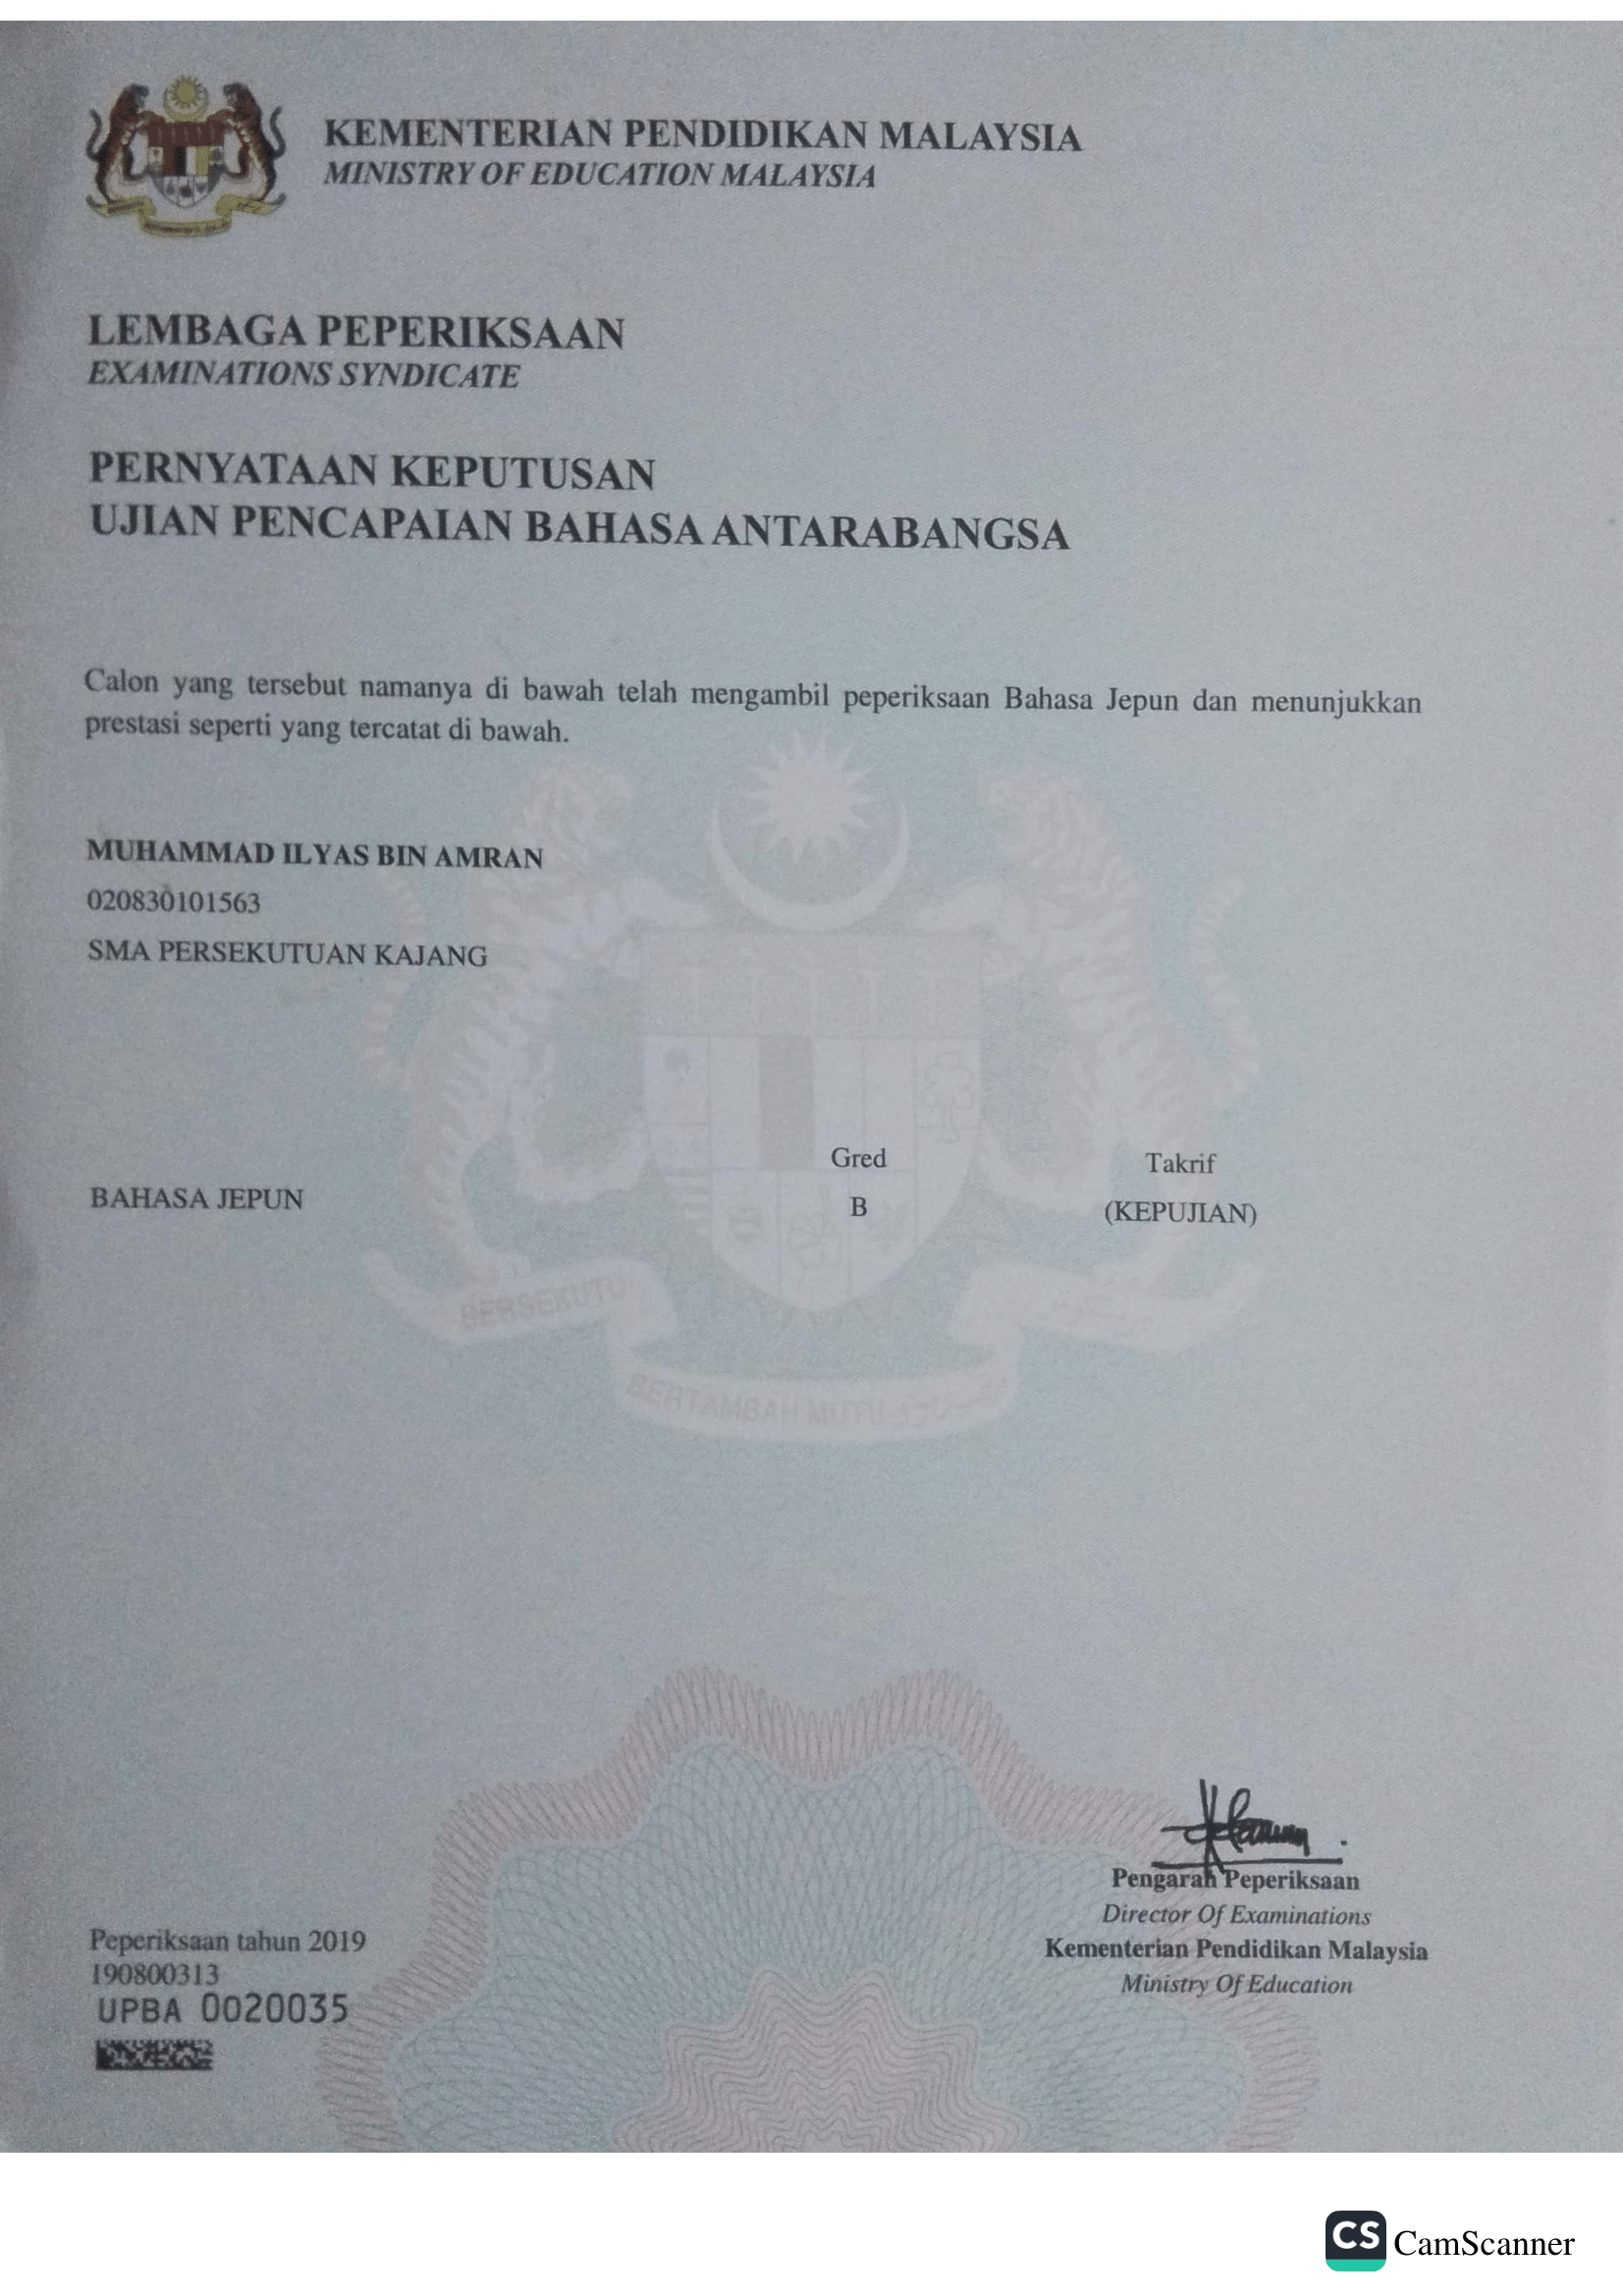 KEMENTERIAN PENDIDIKAN MALAYSIA
MINISTRY OF EDUCATION MALAYSIA
LEMBAGA PEPERIKSAAN
EXAMINATIONS SYNDICATE
PERNYATAAN KEPUTUSAN
UJIAN PENCAPAIAN BAHASA ANTARABANGSA
Calon yang tersebut namanya di bawah telah mengambil peperiksaan Bahasa Jepun dan menunjukkan
prestasi seperti yang tercatat di bawah.
MUHAMMAD ILYAS BIN AMRAN
020830101563
SMA PERSEKUTUAN KAJANG
Gred Takrif
BAHASA JEPUN B (KEPUJIAN)
BERSEKUTU
BERTAMBAH MUTU
Pengarah Peperiksaan
Director Of Examinations
Kementerian Pendidikan Malaysia
Ministry Of Education
Peperiksaan tahun 2019
190800313
UPBA 0020035
CS CamScanner